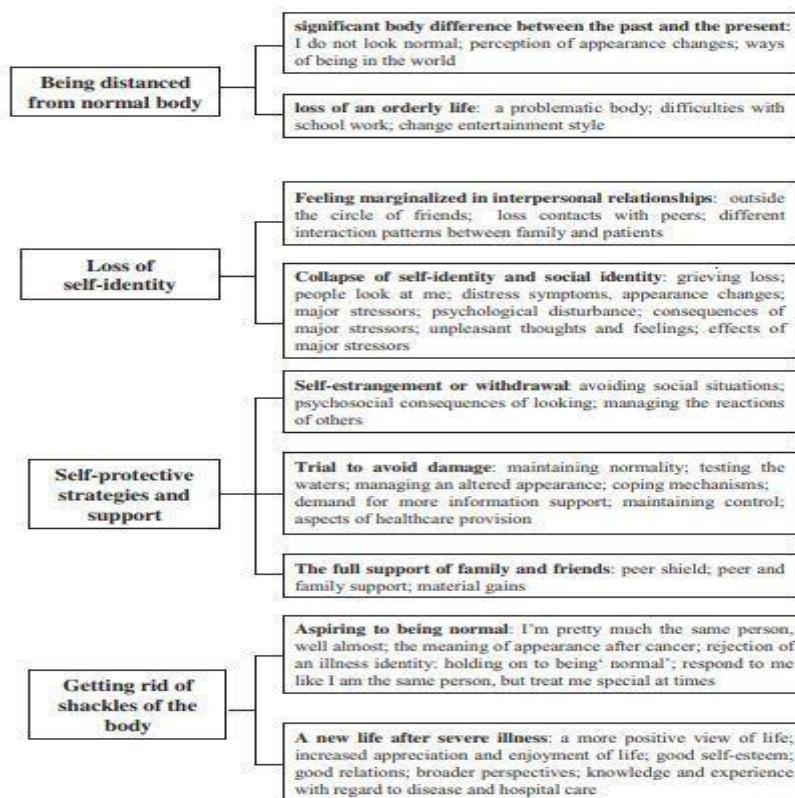 significant body difference between the past and the present:
I do not look normal; perception of appearance changes; ways
of being in the world
Being distanced
from normal body
loss of an orderly life: a problematic body; difficulties with
school work; change entertainment style
Feeling marginalized in interpersonal relationships: outside
the circle of friends; loss contacts with peers; different
interaction patterns between family and patients
Loss of
self-identity
Collapse of self-identity and social identity: grieving loss;
people look at me; distress symptoms, appearance changes;
major stressors; psychological disturbance; consequences of
major stressors; unpleasant thoughts and feelings; effects of
major stressors
Self-estrangement or withdrawal: avoiding social situations;
psychosocial consequences of looking; managing the reactions
of others
Self-protective
strategies and
support
Trial to avoid damage: maintaining normality; testing the
waters; managing an altered appearance; coping mechanisms;
demand for more information support; maintaining control;
aspects of healthcare provision
The full support of family and friends: peer shield; peer and
family support; material gains
Aspiring to being normal: I'm pretty much the same person,
well almost; the meaning of appearance after cancer; rejection of
an illness identity: holding on to being‘ normal’; respond to me
like I am the same person, but treat me special at times
Getting rid of
shackles of the
body
A new life after severe illness: a more positive view of life;
increased appreciation and enjoyment of life; good self-esteem;
good relations; broader perspectives; knowledge and experience
with regard to disease and hospital care